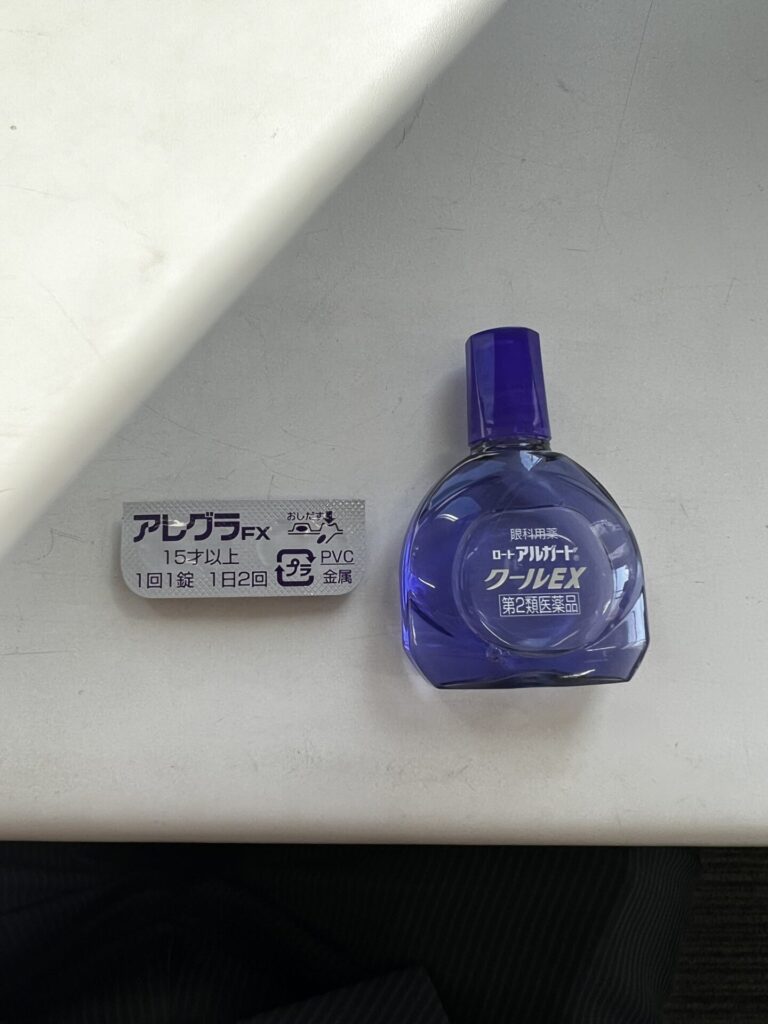 アレグラFX
おしだす
15才以上
1回1錠 1日2回
プラ
PVC
金属
眼科用薬
ロートアルガード®
クールEX
第2類医薬品